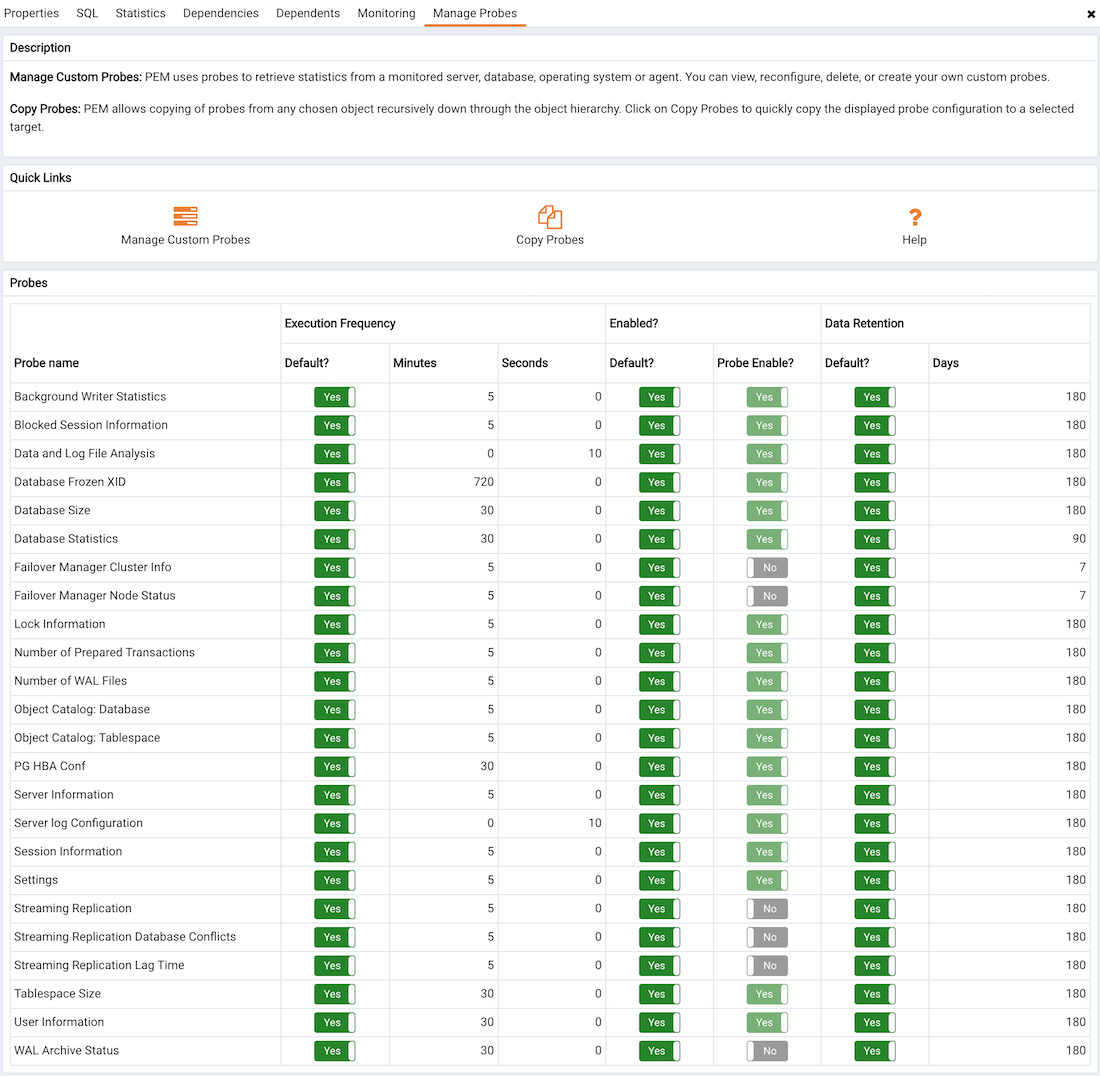 Properties SQL Statistics Dependencies Dependents Monitoring Manage Probes
Description
Manage Custom Probes: PEM uses probes to retrieve statistics from a monitored server, database, operating system or agent. You can view, reconfigure, delete, or create your own custom probes.
Copy Probes: PEM allows copying of probes from any chosen object recursively down through the object hierarchy. Click on Copy Probes to quickly copy the displayed probe configuration to a selected
target.
Quick Links
Manage Custom Probes Copy Probes Help
Probes
Execution Frequency Enabled? Data Retention
Probe name Default? Minutes Seconds Default? Probe Enable? Default? Days
Background Writer Statistics Yes 5 0 Yes Yes Yes 180
Blocked Session Information Yes 5 0 Yes Yes Yes 180
Data and Log File Analysis Yes 0 10 Yes Yes Yes 180
Database Frozen XID Yes 720 0 Yes Yes Yes 180
Database Size Yes 30 0 Yes Yes Yes 180
Database Statistics Yes 30 0 Yes Yes Yes 90
Failover Manager Cluster Info Yes 5 0 Yes No Yes 7
Failover Manager Node Status Yes 5 0 Yes No Yes 7
Lock Information Yes 5 0 Yes Yes Yes 180
Number of Prepared Transactions Yes 5 0 Yes Yes Yes 180
Number of WAL Files Yes 5 0 Yes Yes Yes 180
Object Catalog: Database Yes 5 0 Yes Yes Yes 180
Object Catalog: Tablespace Yes 5 0 Yes Yes Yes 180
PG HBA Conf Yes 30 0 Yes Yes Yes 180
Server Information Yes 5 0 Yes Yes Yes 180
Server log Configuration Yes 0 10 Yes Yes Yes 180
Session Information Yes 5 0 Yes Yes Yes 180
Settings Yes 5 0 Yes Yes Yes 180
Streaming Replication Yes 5 0 Yes No Yes 180
Streaming Replication Database Conflicts Yes 5 0 Yes No Yes 180
Streaming Replication Lag Time Yes 5 0 Yes No Yes 180
Tablespace Size Yes 30 0 Yes Yes Yes 180
User Information Yes 30 0 Yes Yes Yes 180
WAL Archive Status Yes 30 0 Yes No Yes 180